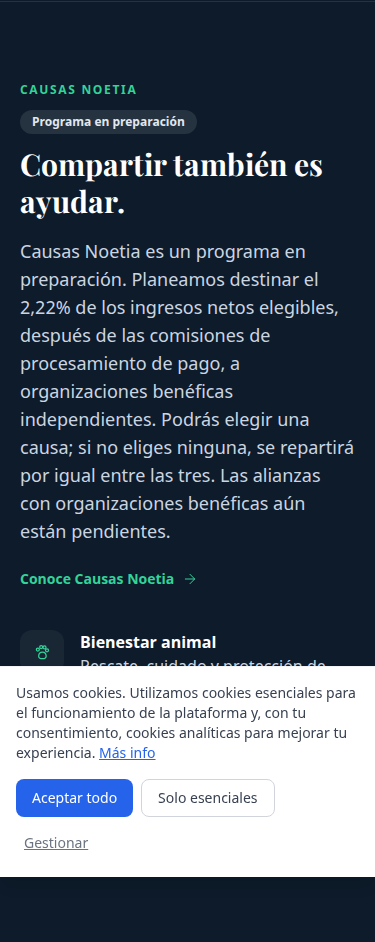 CAUSAS NOETIA
Programa en preparación
Compartir también es
ayudar.
Causas Noetia es un programa en
preparación. Planeamos destinar el
2,22% de los ingresos netos elegibles,
después de las comisiones de
procesamiento de pago, a
organizaciones benéficas
independientes. Podrás elegir una
causa; si no eliges ninguna, se repartirá
por igual entre las tres. Las alianzas
con organizaciones benéficas aún
están pendientes.
Conoce Causas Noetia →
Bienestar animal
Rescate, cuidado y protección de
Usamos cookies. Utilizamos cookies esenciales para
el funcionamiento de la plataforma y, con tu
consentimiento, cookies analíticas para mejorar tu
experiencia. Más info
Aceptar todo
Solo esenciales
Gestionar